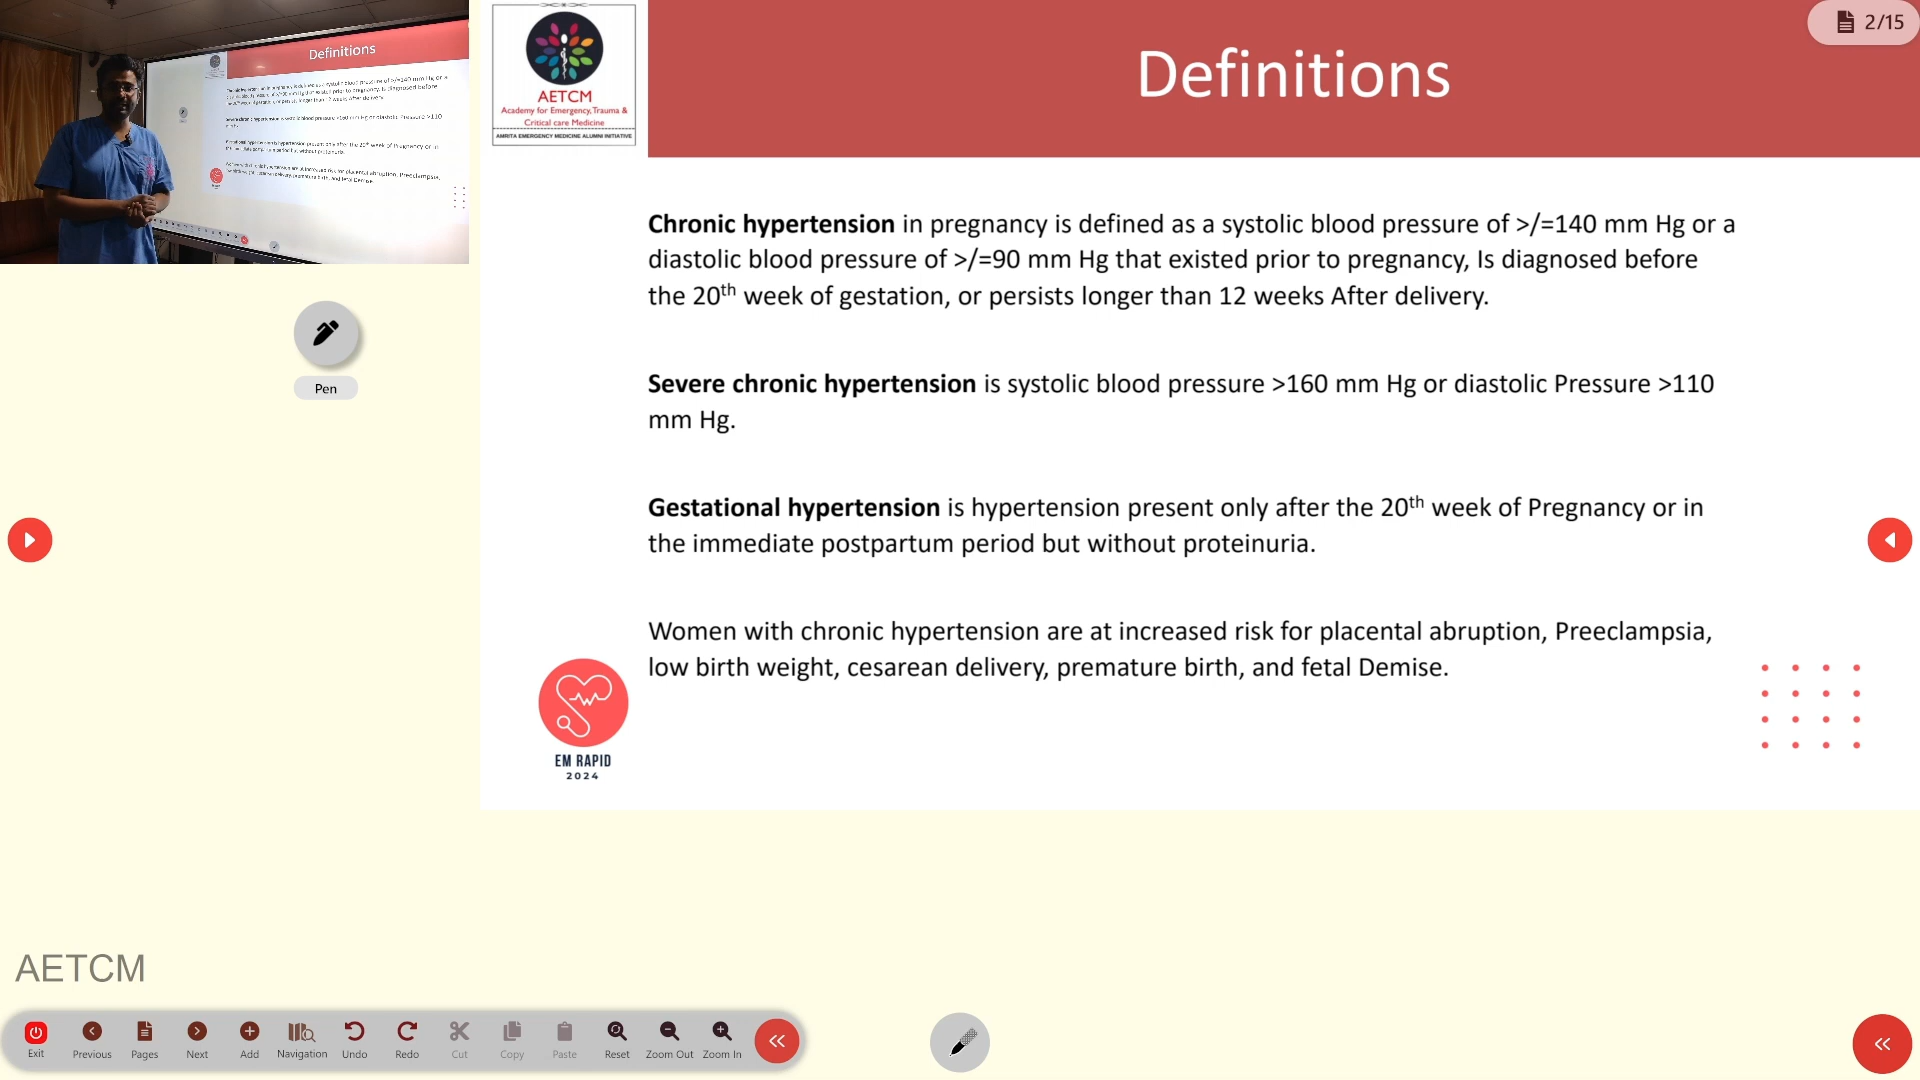 Definitions
2/15
AETCM
Academy for Emergency, Trauma &
Critical care Medicine
AMRITA EMERGENCY MEDICINE ALUMNI INITIATIVE
Definitions
Chronic hypertension in pregnancy is defined as a systolic blood pressure of >/=140 mm Hg or a
diastolic blood pressure of >/=90 mm Hg that existed prior to pregnancy, Is diagnosed before
the 20th week of gestation, or persists longer than 12 weeks After delivery.
Severe chronic hypertension is systolic blood pressure >160 mm Hg or diastolic Pressure >110
mm Hg.
Gestational hypertension is hypertension present only after the 20th week of Pregnancy or in
the immediate postpartum period but without proteinuria.
Women with chronic hypertension are at increased risk for placental abruption, Preeclampsia,
low birth weight, cesarean delivery, premature birth, and fetal Demise.
EM RAPID
2024
Pen
AETCM
Exit Previous Pages Next Add Navigation Undo Redo Cut Copy Paste Reset Zoom Out Zoom In